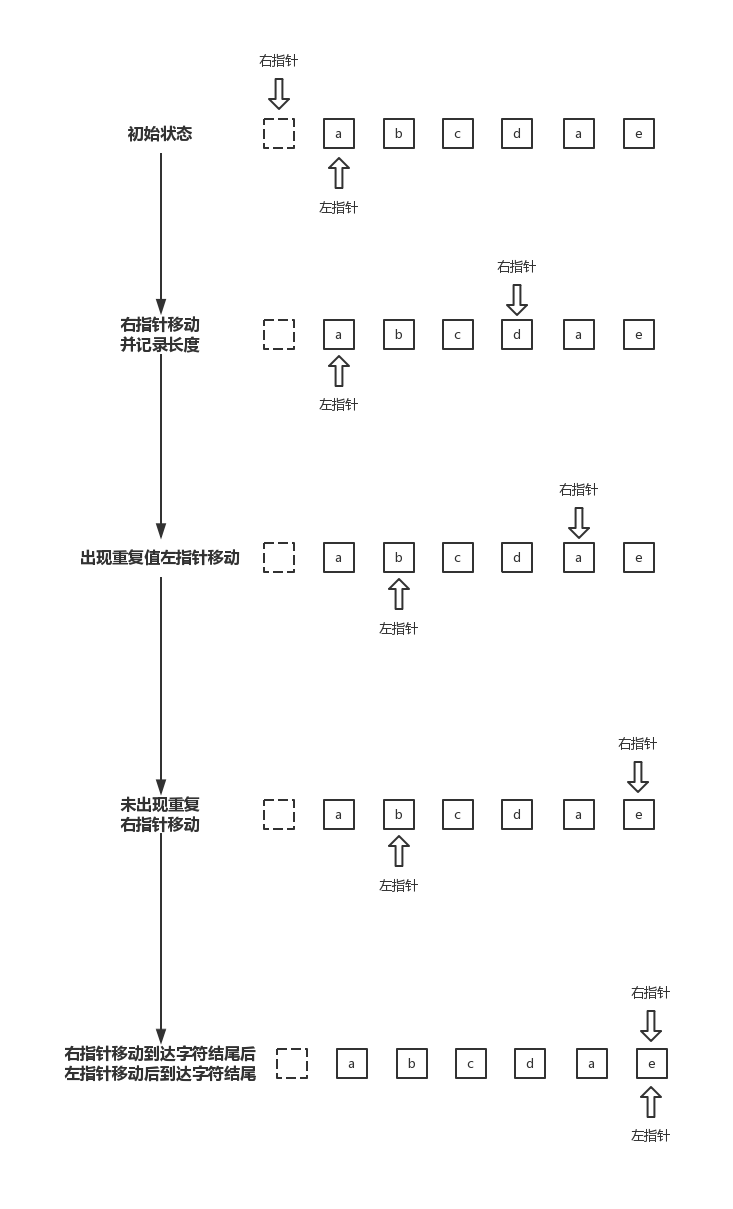 右指针
初始状态 a b c d a e
左指针
右指针
右指针移动
并记录长度
a b c d a e
左指针
右指针
出现重复值左指针移动 a b c d a e
左指针
右指针
未出现重复
右指针移动
a b c d a e
左指针
右指针
右指针移动到达字符结尾后
左指针移动后到达字符结尾
a b c d a e
左指针